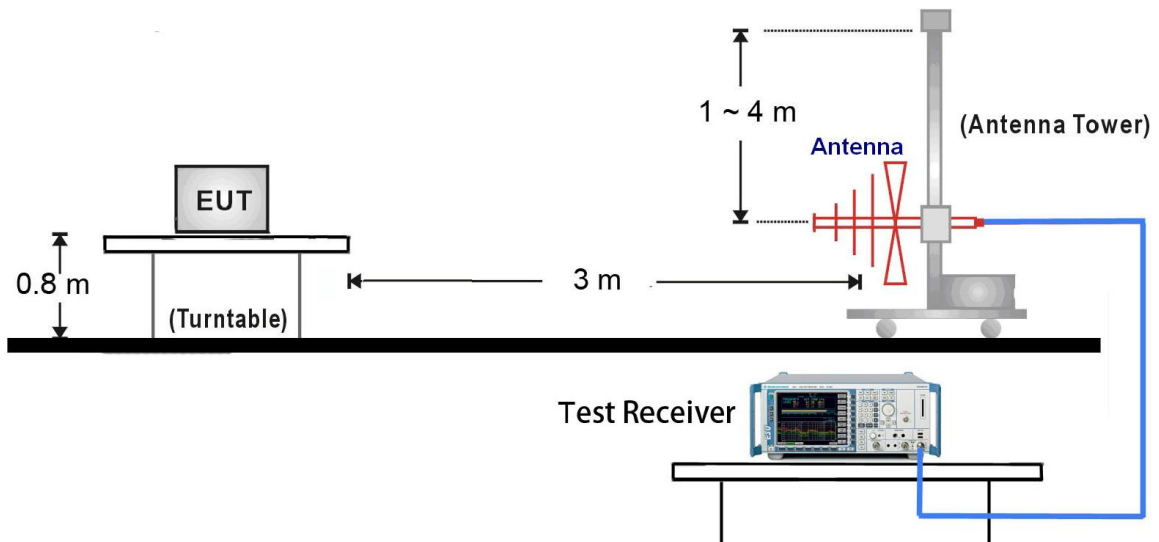 1 ~ 4 m
(Antenna Tower)
Antenna
EUT
0.8 m
3 m
(Turntable)
Test Receiver